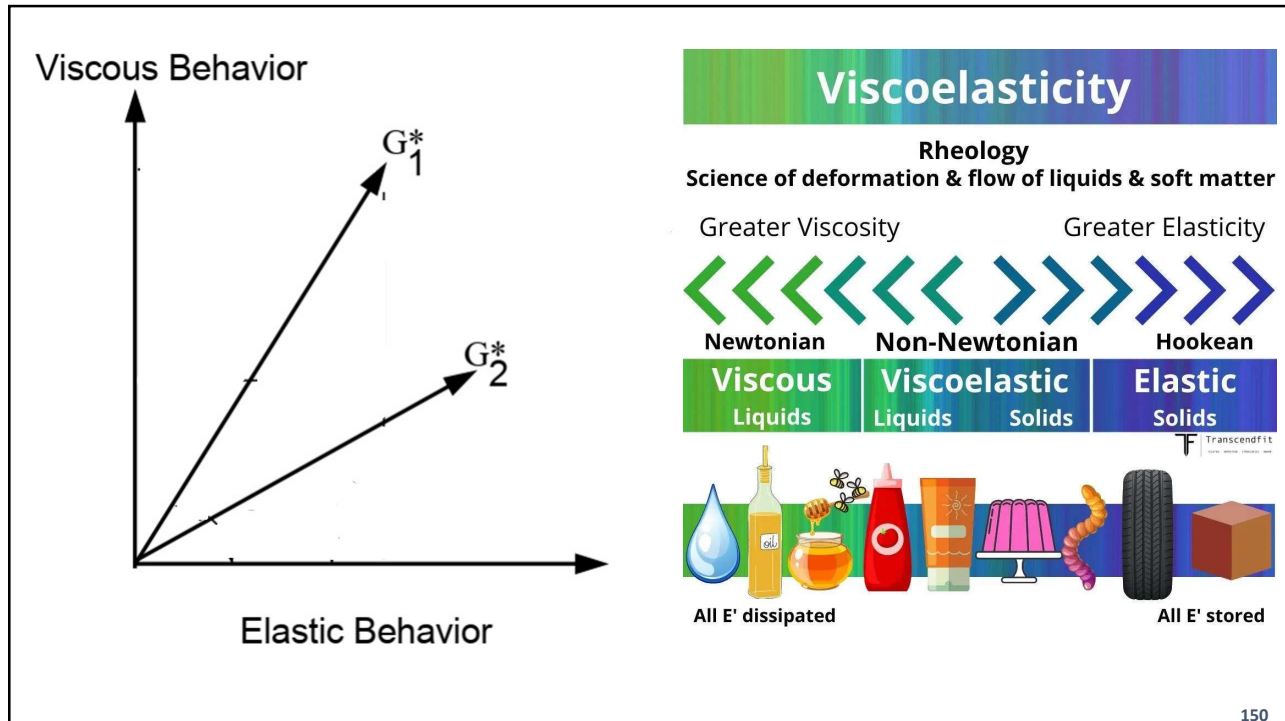 Viscous Behavior
G*1
G*2
Elastic Behavior
Viscoelasticity
Rheology
Science of deformation & flow of liquids & soft matter
Greater Viscosity Greater Elasticity
Newtonian Non-Newtonian Hookean
Viscous Viscoelastic Elastic
Liquids Liquids Solids Solids
TF Transcendfit
oil
All E' dissipated All E' stored
150